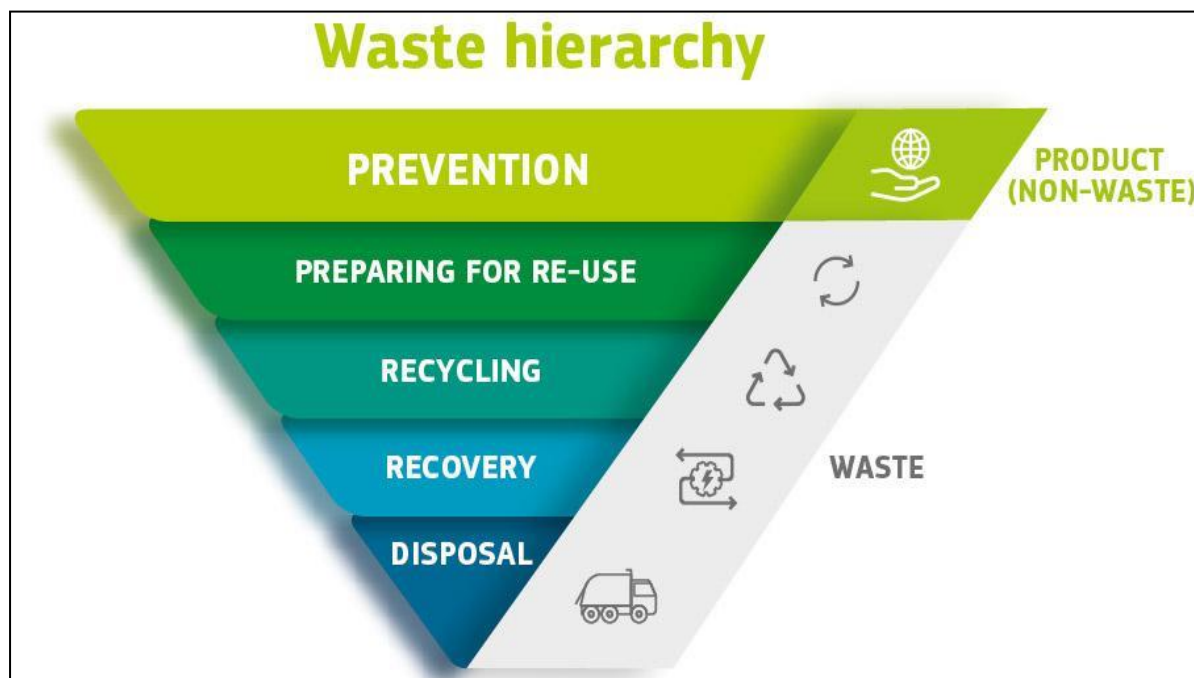 Waste hierarchy
PREVENTION
PRODUCT
(NON-WASTE)
PREPARING FOR RE-USE
RECYCLING
RECOVERY
WASTE
DISPOSAL